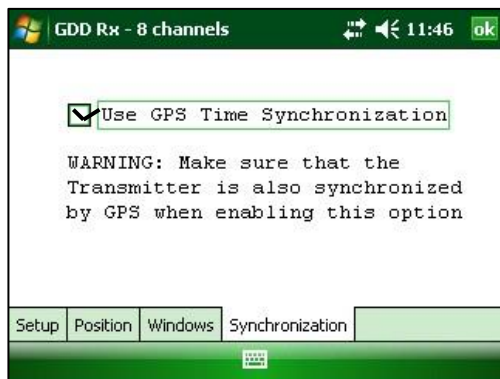 GDD Rx - 8 channels 11:46 ok
Use GPS Time Synchronization
WARNING: Make sure that the
Transmitter is also synchronized
by GPS when enabling this option
Setup Position Windows Synchronization